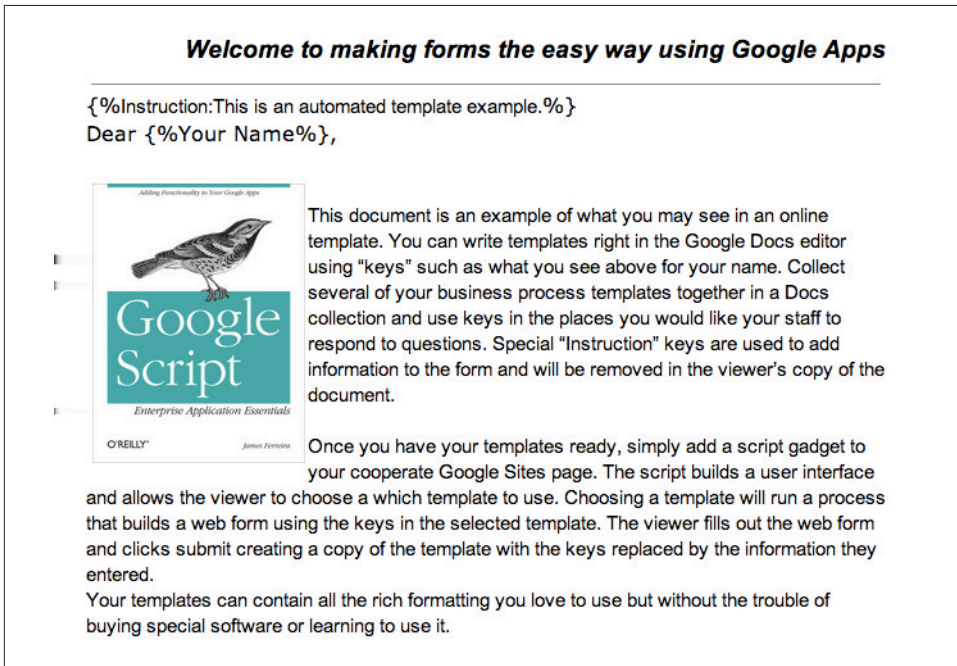 Welcome to making forms the easy way using Google Apps
{%Instruction:This is an automated template example.%}
Dear {%Your Name%},
Adding Functionality to Your Google Apps
Google
Script
Enterprise Application Essentials
O'REILLY®
James Ferreira
This document is an example of what you may see in an online
template. You can write templates right in the Google Docs editor
using “keys” such as what you see above for your name. Collect
several of your business process templates together in a Docs
collection and use keys in the places you would like your staff to
respond to questions. Special “Instruction” keys are used to add
information to the form and will be removed in the viewer's copy of the
document.
Once you have your templates ready, simply add a script gadget to
your cooperate Google Sites page. The script builds a user interface
and allows the viewer to choose a which template to use. Choosing a template will run a process
that builds a web form using the keys in the selected template. The viewer fills out the web form
and clicks submit creating a copy of the template with the keys replaced by the information they
entered.
Your templates can contain all the rich formatting you love to use but without the trouble of
buying special software or learning to use it.